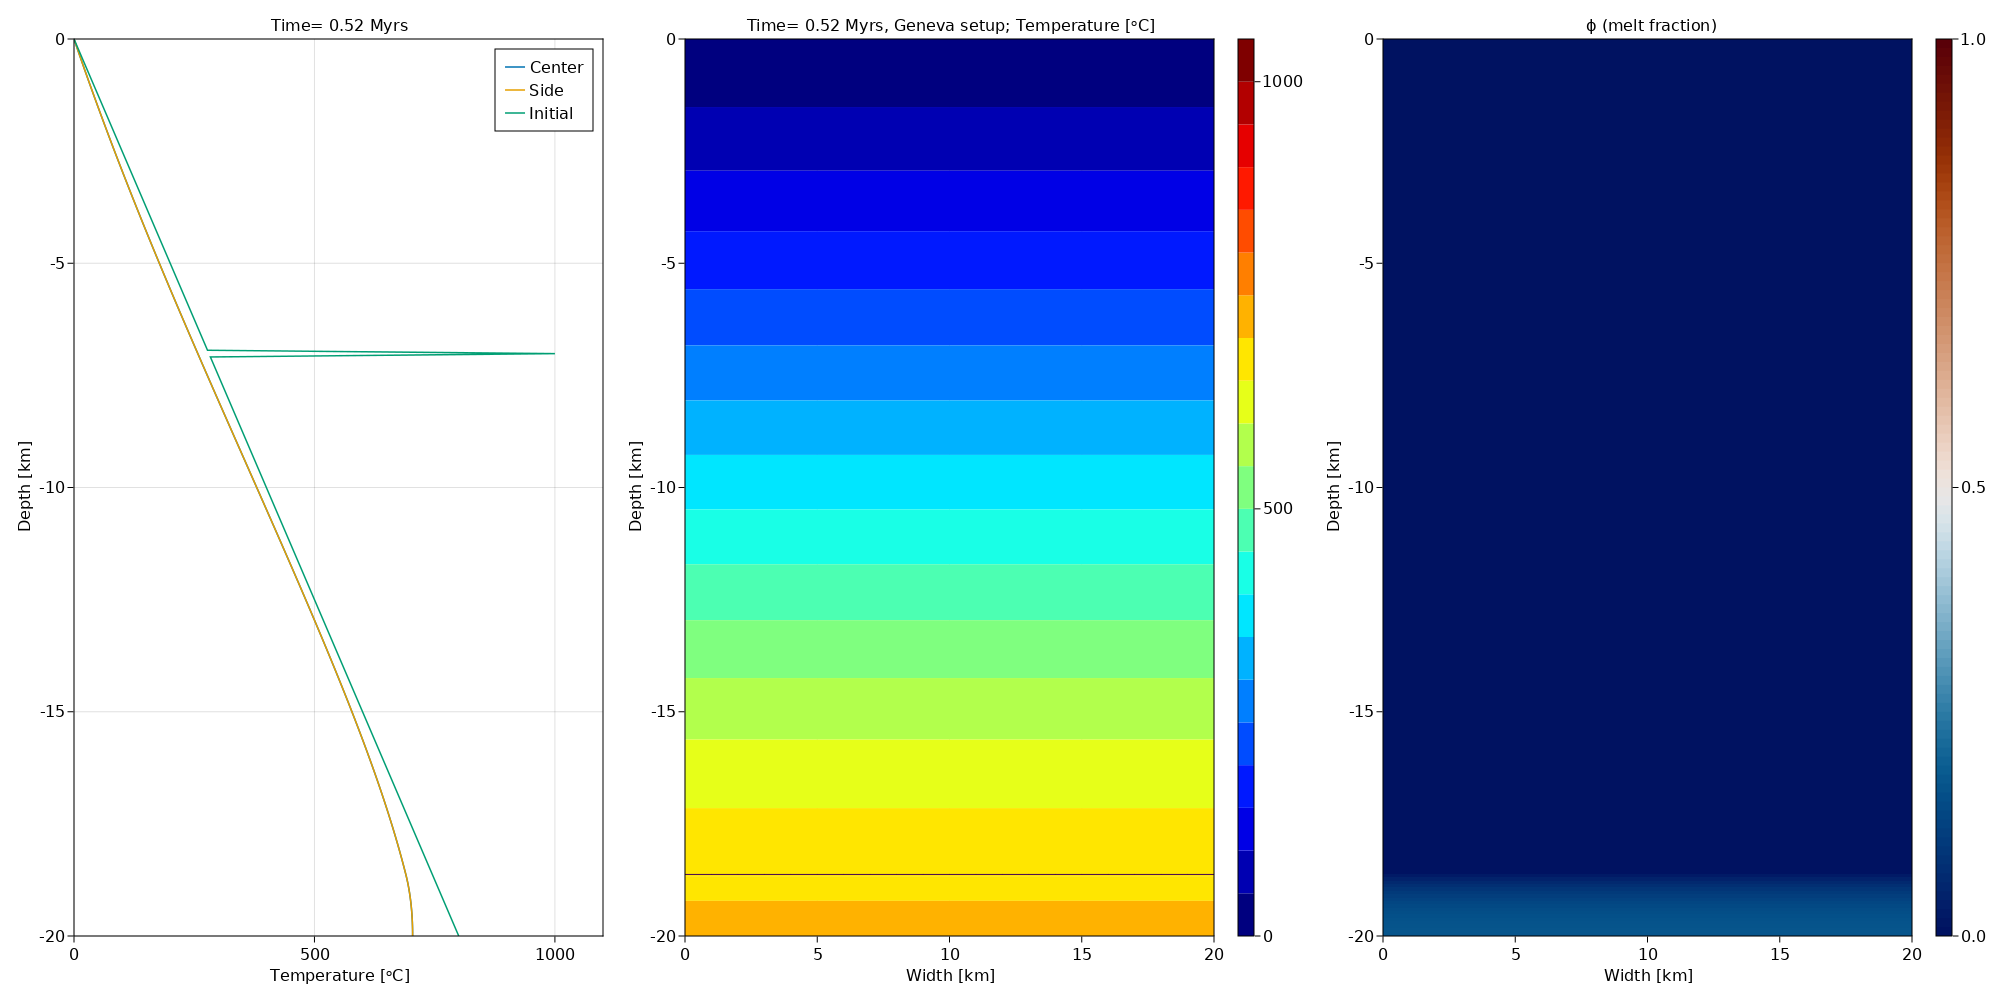 Time= 0.52 Myrs
Center
Side
Initial
0
-5
-10
-15
-20
Depth [km]
0
500
1000
Temperature [ᵒC]
Time= 0.52 Myrs, Geneva setup; Temperature [ᵒC]
0
-5
-10
-15
-20
Depth [km]
0
5
10
15
20
Width [km]
1000
500
0
ϕ (melt fraction)
0
-5
-10
-15
-20
Depth [km]
0
5
10
15
20
Width [km]
1.0
0.5
0.0